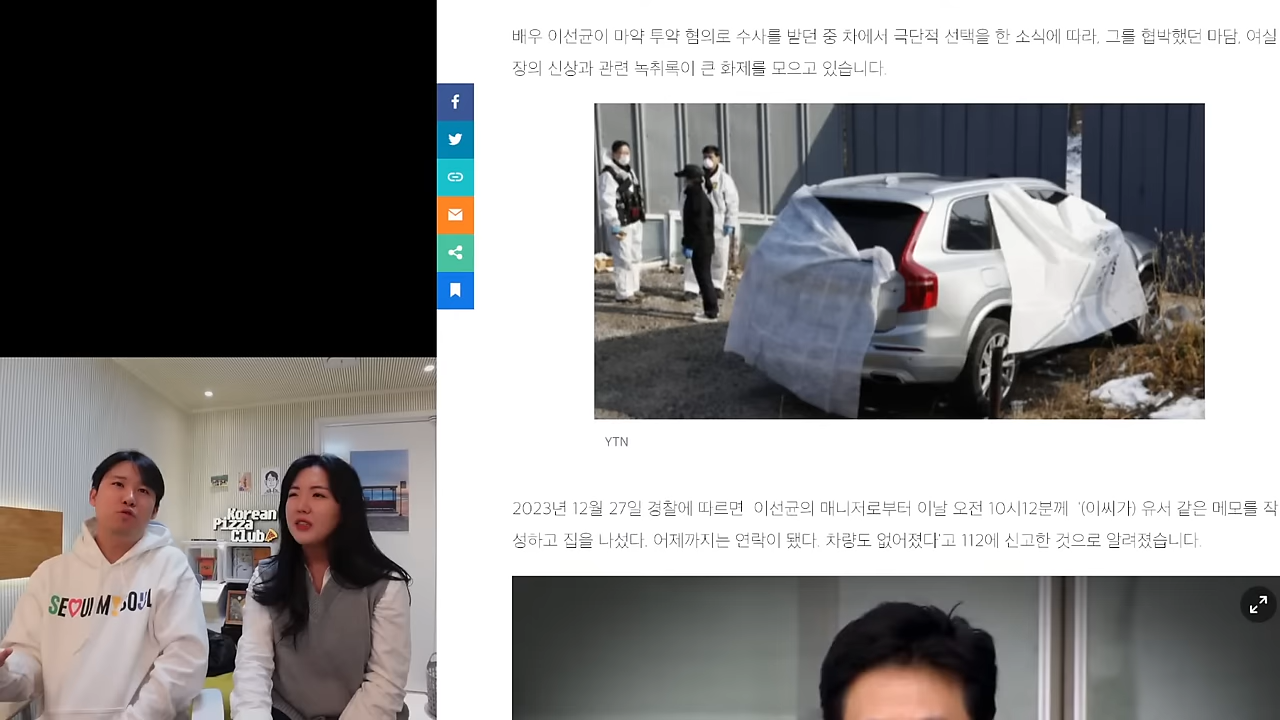 배우 이선균이 마약 투약 혐의로 수사를 받던 중 차에서 극단적 선택을 한 소식에 따라, 그를 협박했던 마담, 여실
장의 신상과 관련 녹취록이 큰 화제를 모으고 있습니다.
YTN
2023년 12월 27일 경찰에 따르면 이선균의 매니저로부터 이날 오전 10시12분께 '(이씨가) 유서 같은 메모를 작
성하고 집을 나섰다. 어제까지는 연락이 됐다. 차량도 없어졌다'고 112에 신고한 것으로 알려졌습니다.
Korean
Pizza
Club
SEOUL MY SOUL